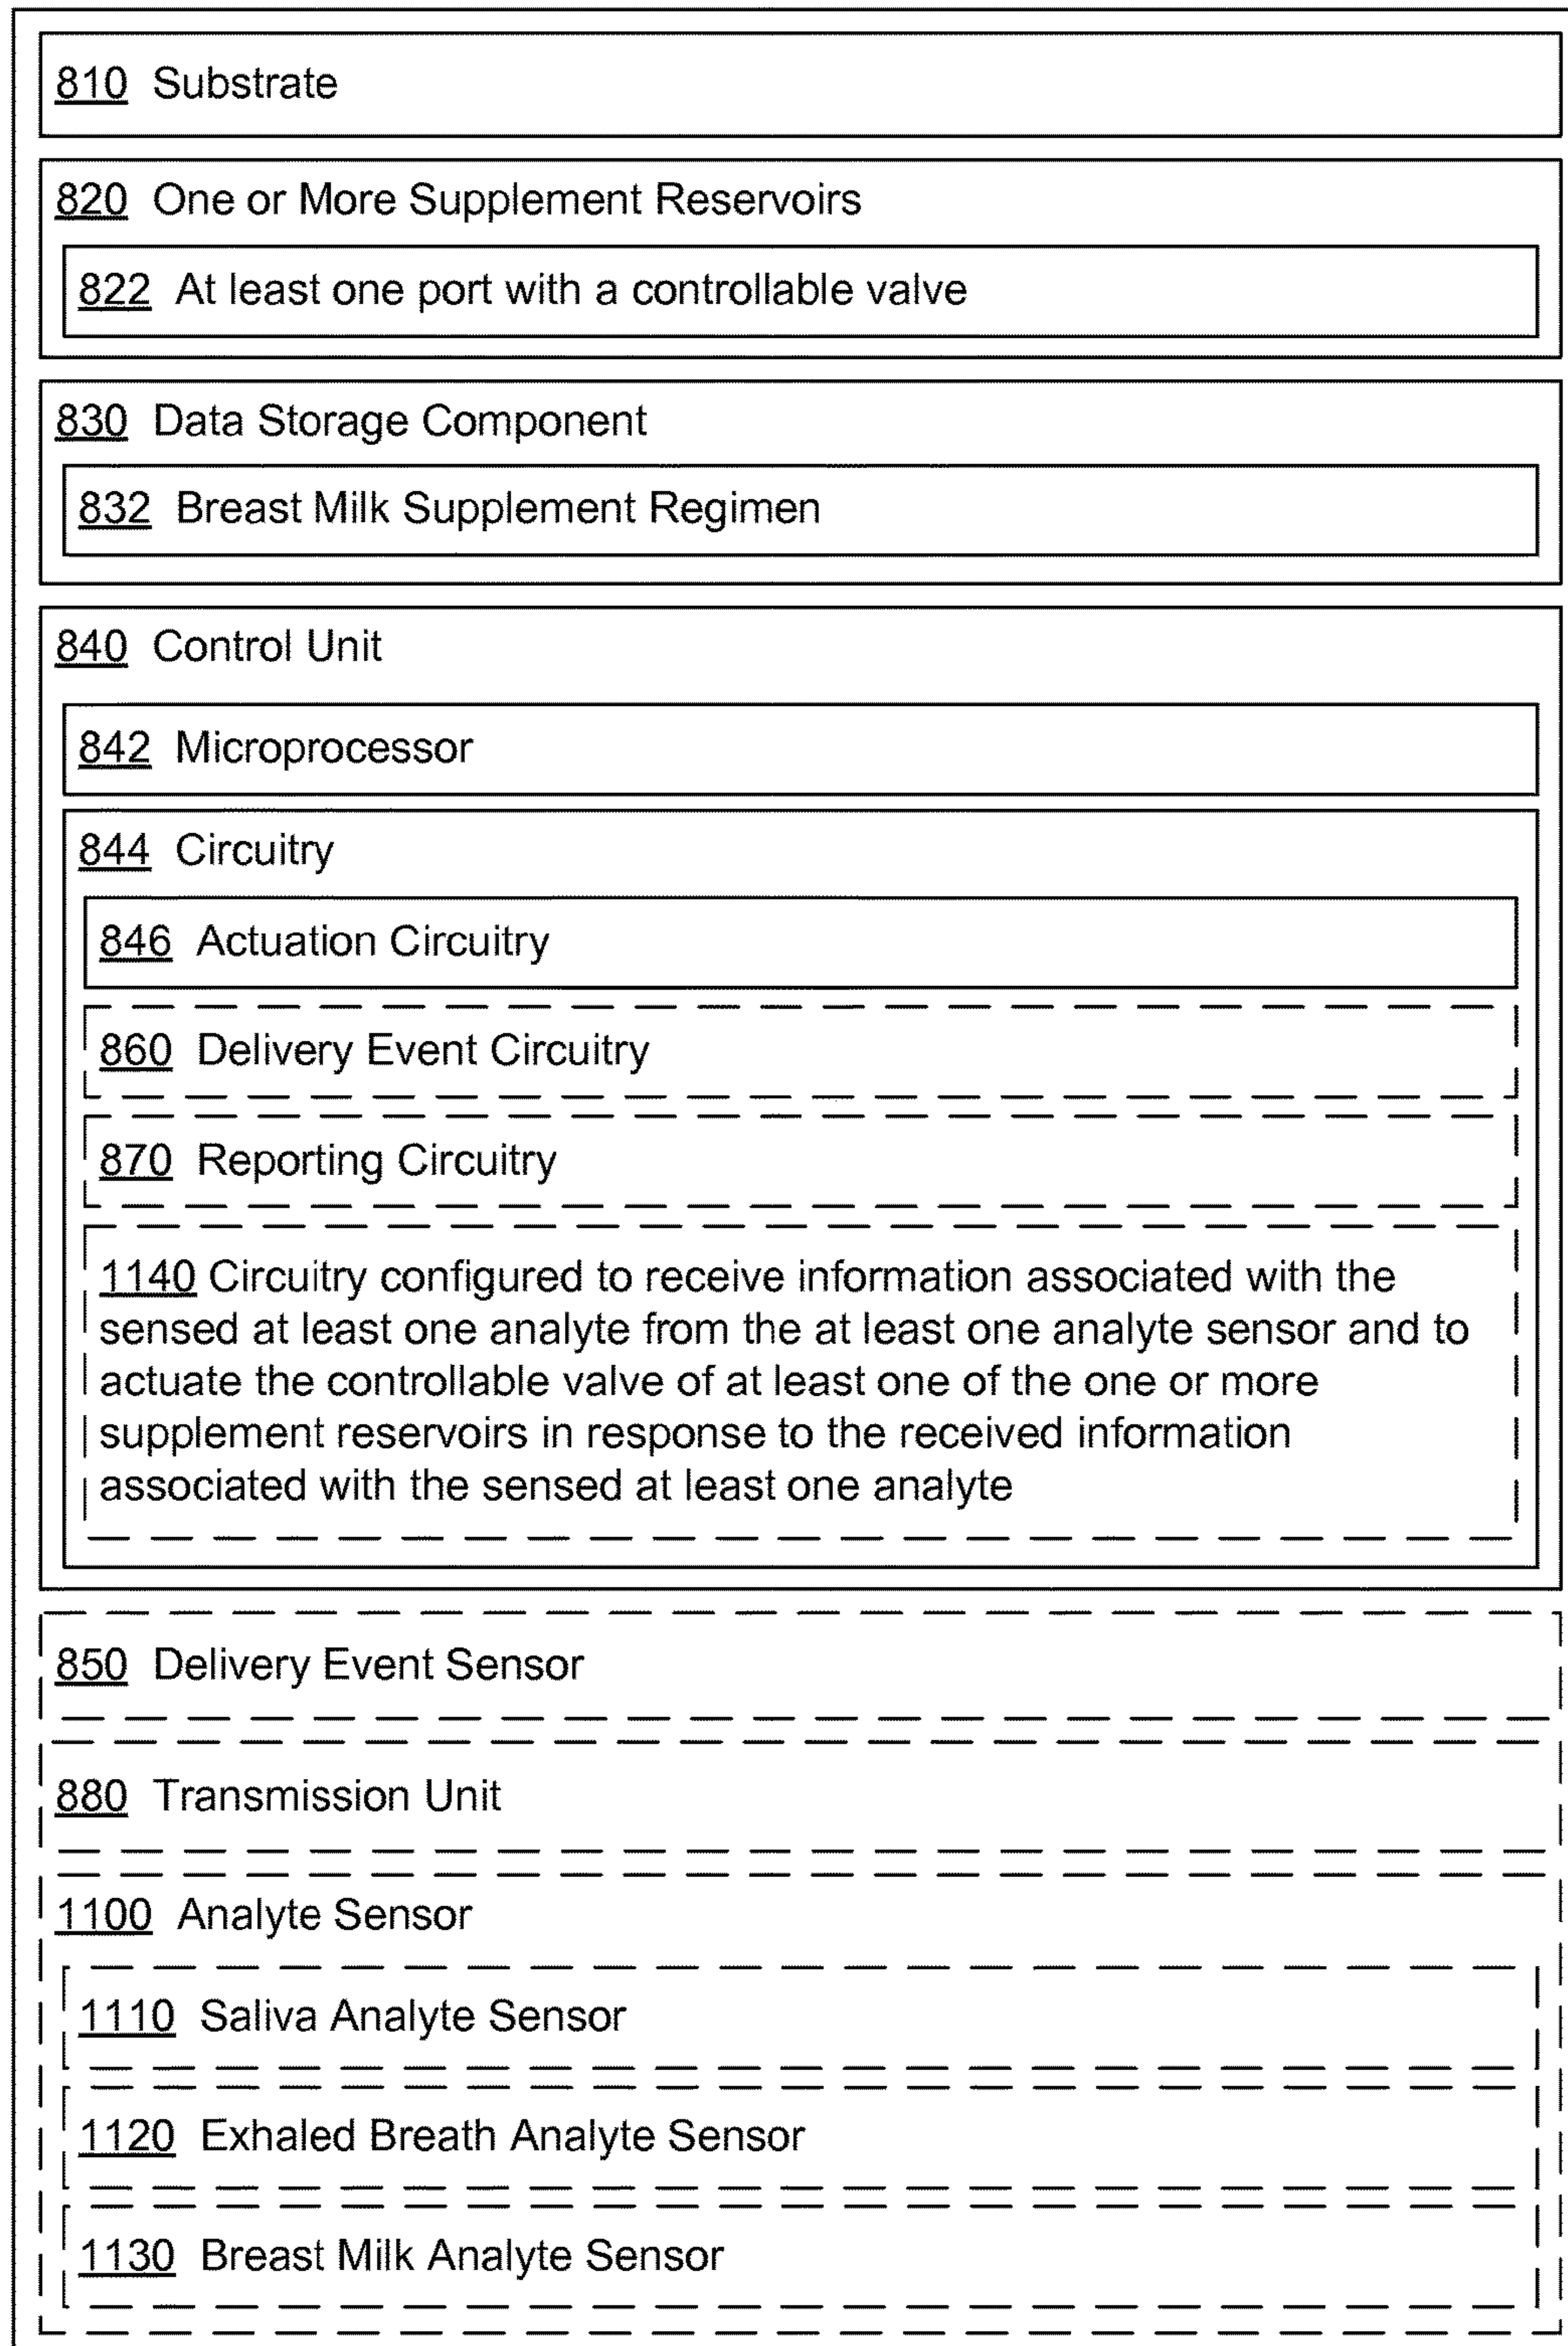 810 Substrate
820 One or More Supplement Reservoirs
822 At least one port with a controllable valve
830 Data Storage Component
832 Breast Milk Supplement Regimen
840 Control Unit
842 Microprocessor
844 Circuitry
846 Actuation Circuitry
860 Delivery Event Circuitry
870 Reporting Circuitry
1140 Circuitry configured to receive information associated with the
sensed at least one analyte from the at least one analyte sensor and to
actuate the controllable valve of at least one of the one or more
supplement reservoirs in response to the received information
associated with the sensed at least one analyte
850 Delivery Event Sensor
880 Transmission Unit
1100 Analyte Sensor
1110 Saliva Analyte Sensor
1120 Exhaled Breath Analyte Sensor
1130 Breast Milk Analyte Sensor